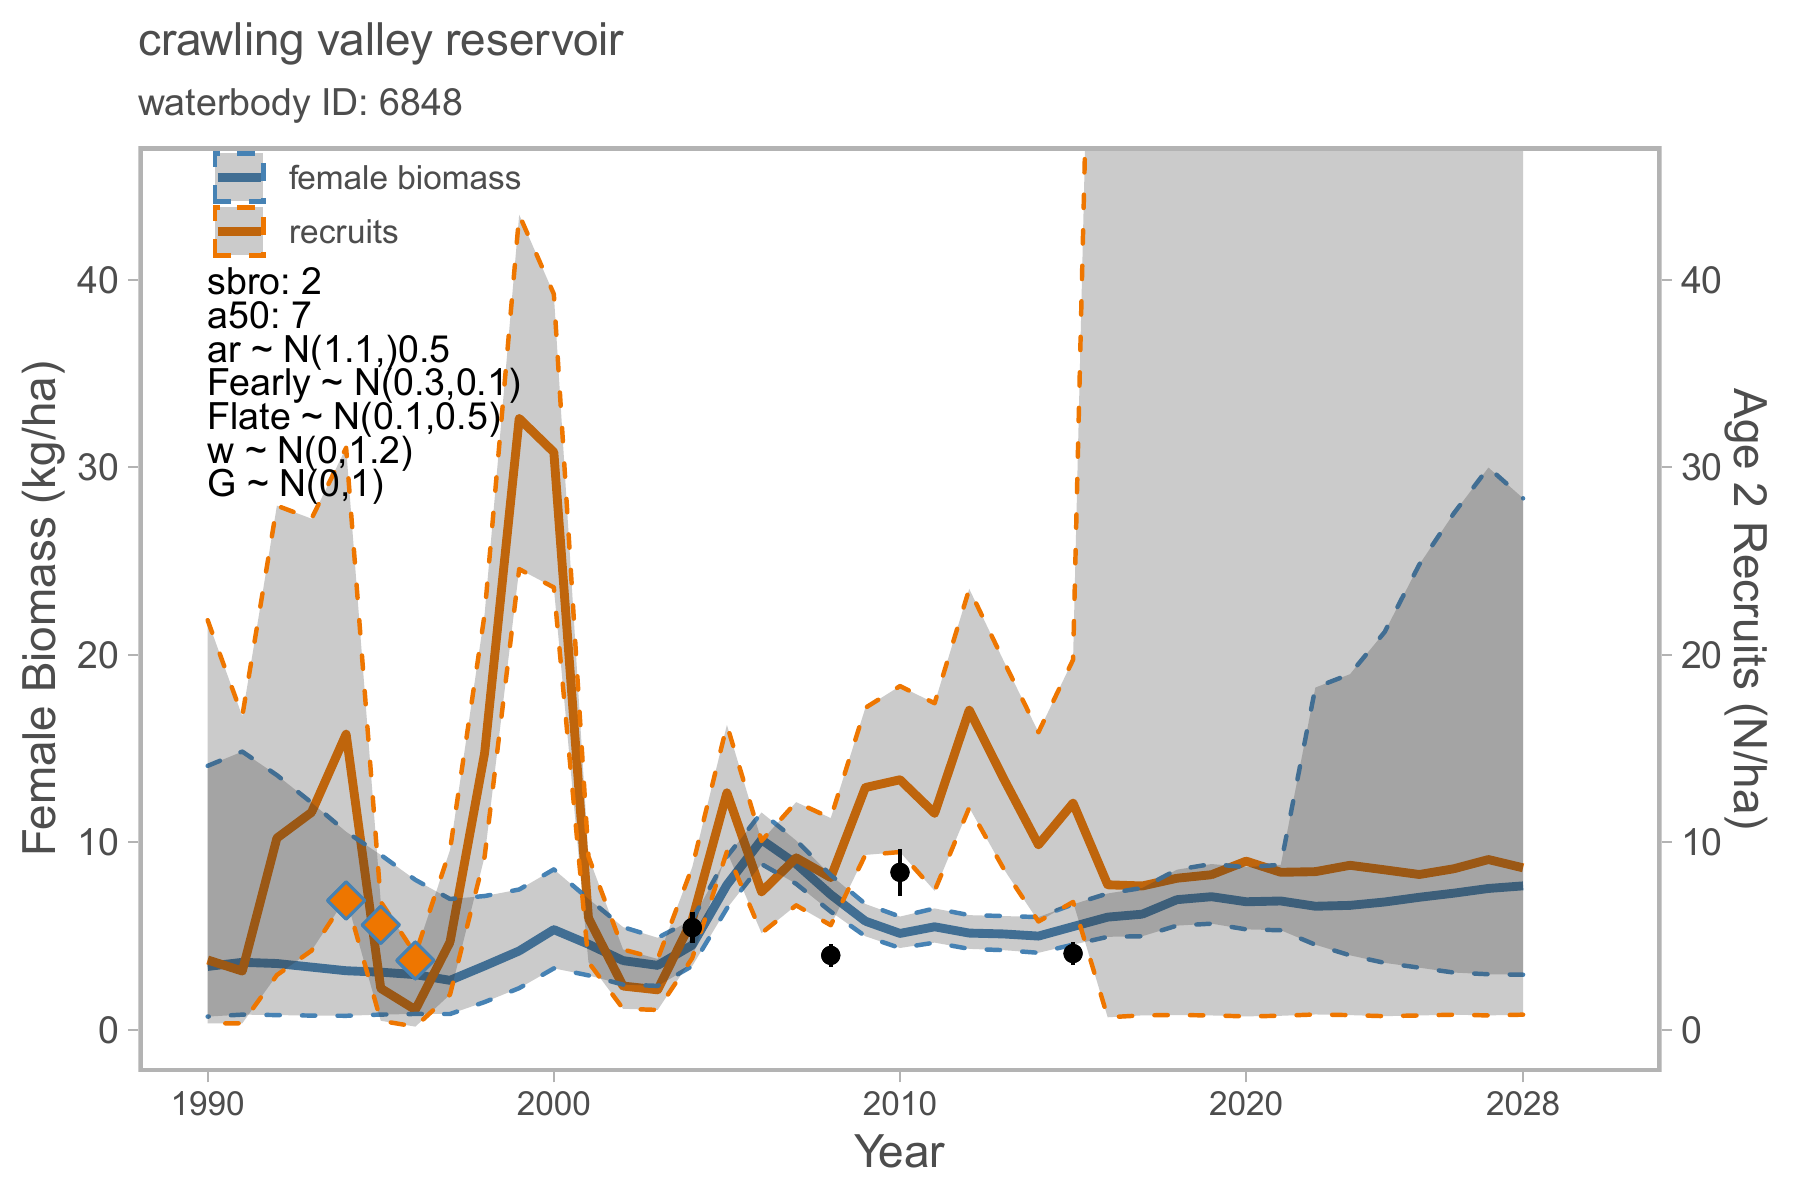 crawling valley reservoir
waterbody ID: 6848
female biomass
recruits
sbro: 2
a50: 7
ar ~ N(1.1,)0.5
Fearly ~ N(0.3,0.1)
Flate ~ N(0.1,0.5)
w ~ N(0,1.2)
G ~ N(0,1)
Female Biomass (kg/ha)
40
30
20
10
0
40
30
20
10
0
Age 2 Recruits (N/ha)
1990
2000
2010
2020
2028
Year